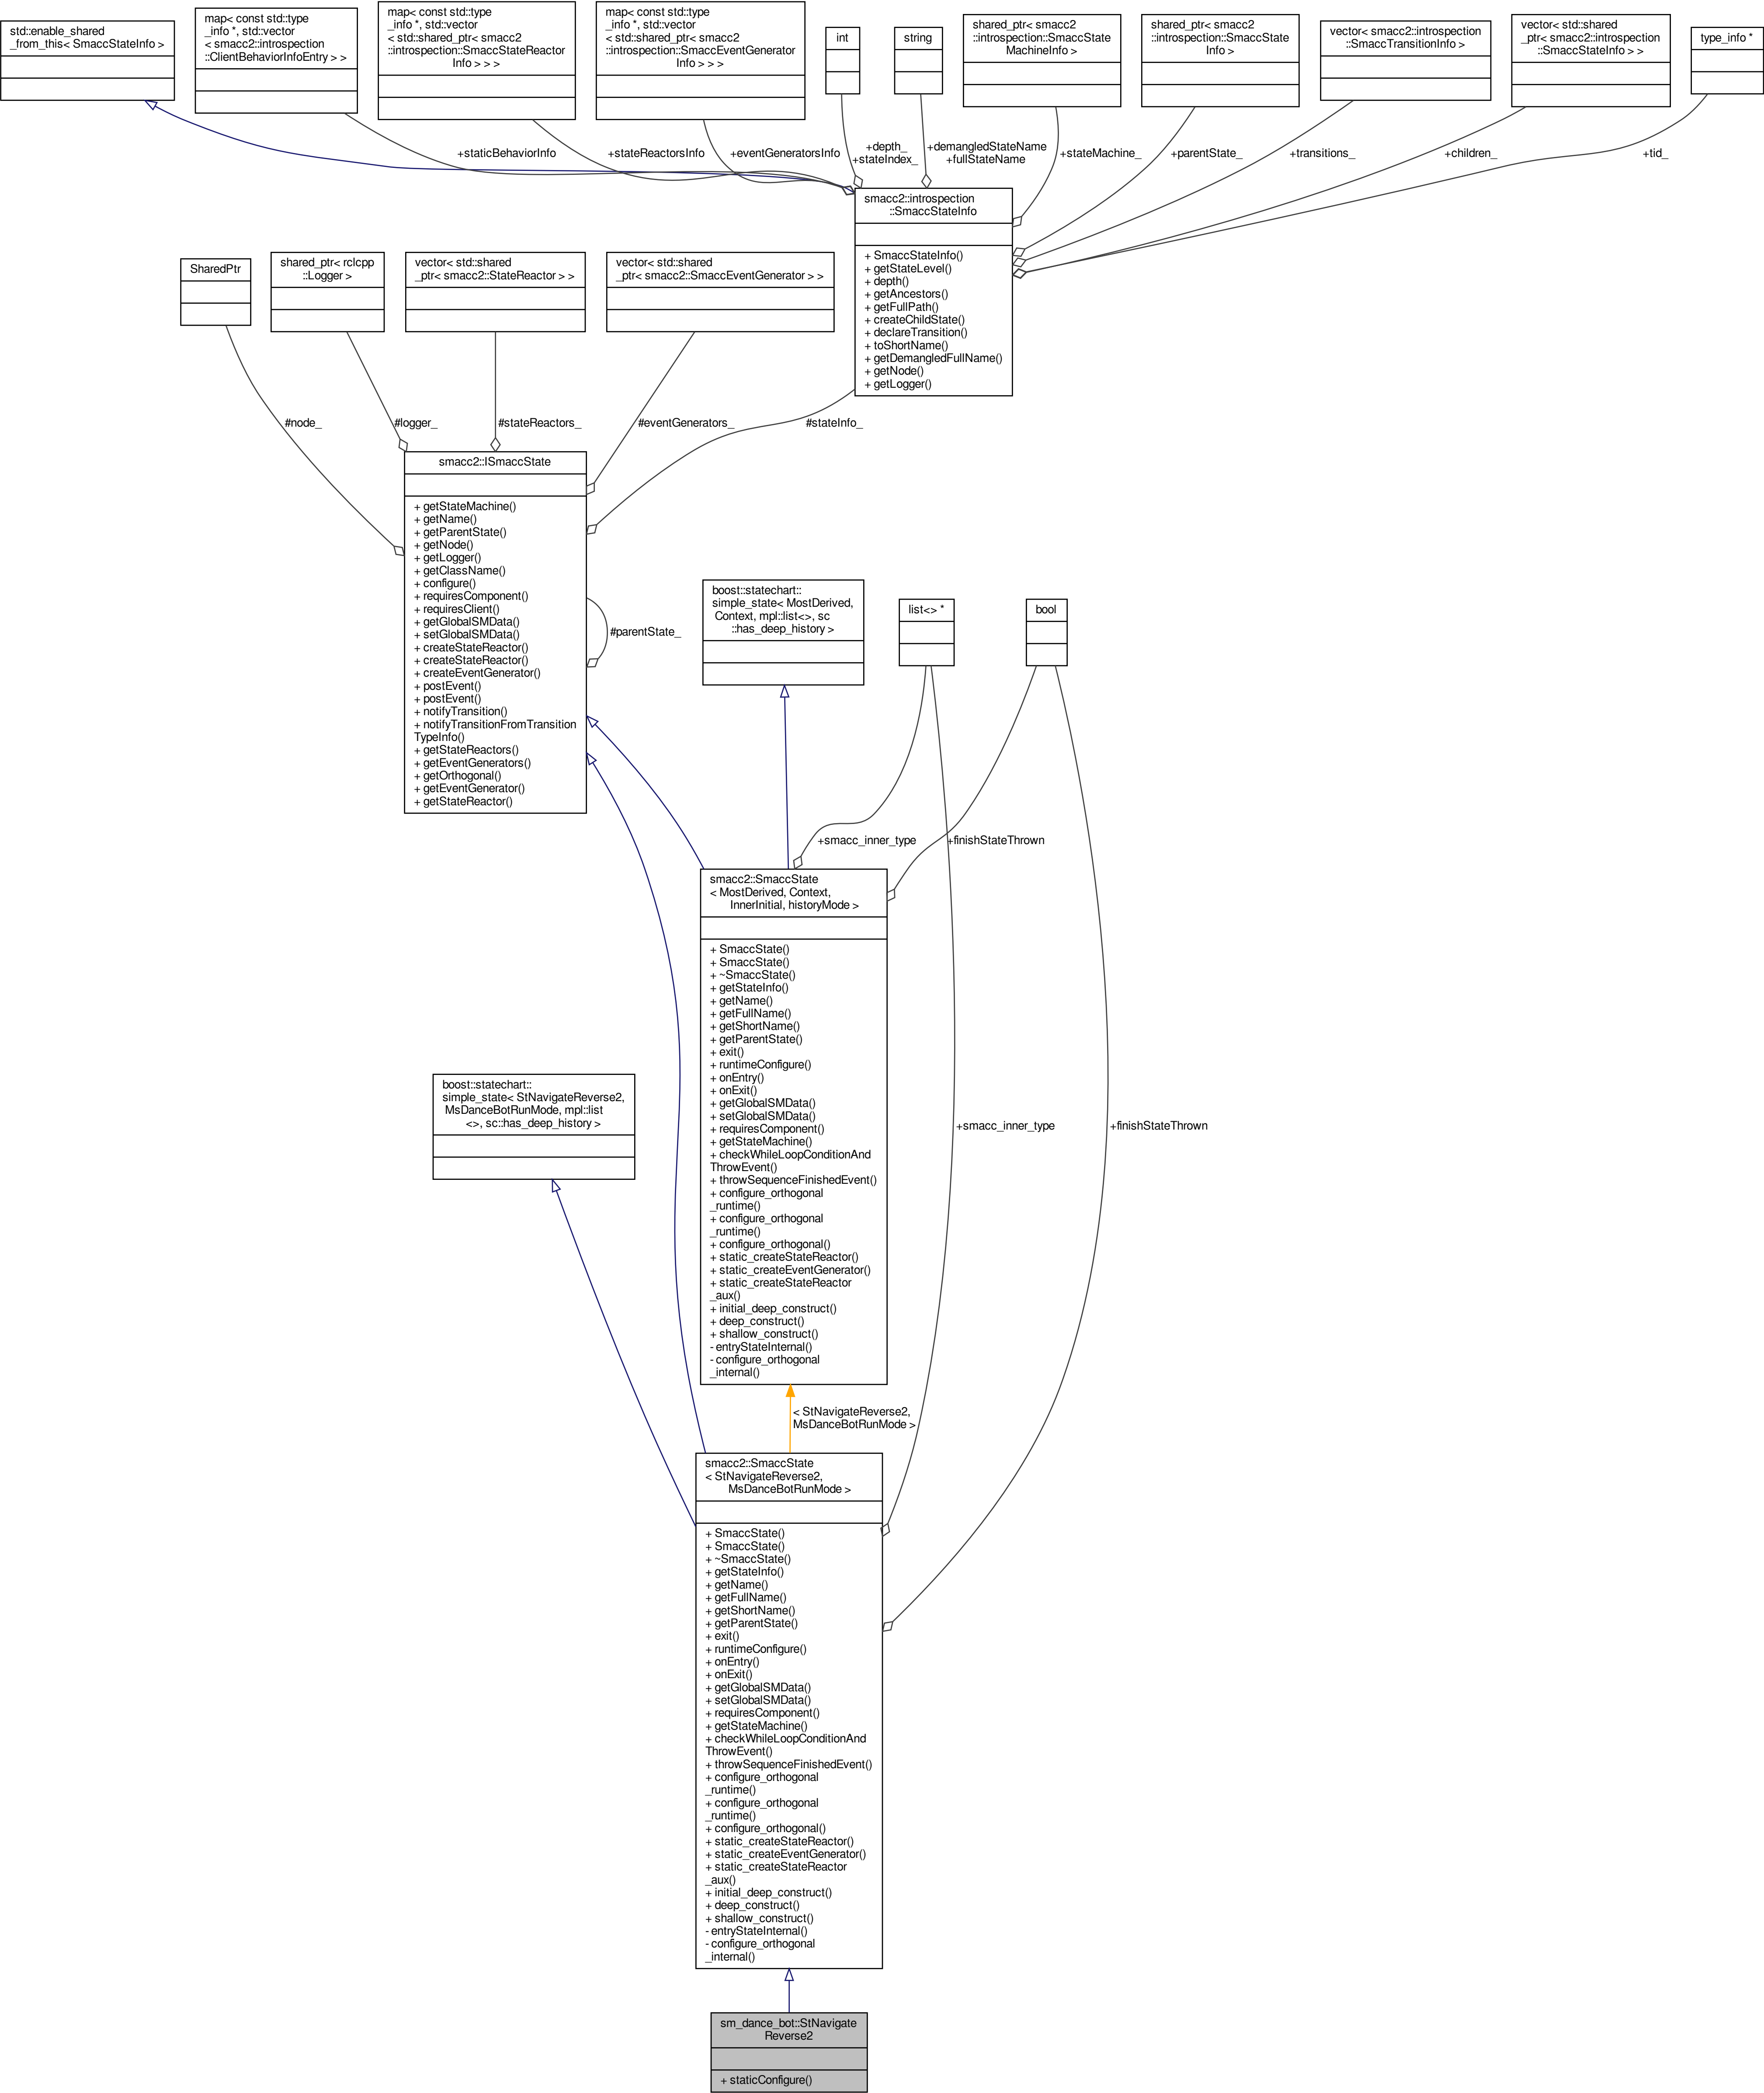 std::enable_shared
_from_this< SmaccStateInfo >
map< const std::type
_info *, std::vector
< smacc2::introspection
::ClientBehaviorInfoEntry > >
map< const std::type
_info *, std::vector
< std::shared_ptr< smacc2
::introspection::SmaccStateReactor
Info > > >
map< const std::type
_info *, std::vector
< std::shared_ptr< smacc2
::introspection::SmaccEventGenerator
Info > > >
int
string
shared_ptr< smacc2
::introspection::SmaccState
MachineInfo >
shared_ptr< smacc2
::introspection::SmaccState
Info >
vector< smacc2::introspection
::SmaccTransitionInfo >
vector< std::shared
_ptr< smacc2::introspection
::SmaccStateInfo > >
type_info *
+staticBehaviorInfo
+stateReactorsInfo
+eventGeneratorsInfo
+depth_
+stateIndex_
+demangledStateName
+fullStateName
+stateMachine_
+parentState_
+transitions_
+children_
+tid_
smacc2::introspection
::SmaccStateInfo
+ SmaccStateInfo()
+ getStateLevel()
+ depth()
+ getAncestors()
+ getFullPath()
+ createChildState()
+ declareTransition()
+ toShortName()
+ getDemangledFullName()
+ getNode()
+ getLogger()
SharedPtr
shared_ptr< rclcpp
::Logger >
vector< std::shared
_ptr< smacc2::StateReactor > >
vector< std::shared
_ptr< smacc2::SmaccEventGenerator > >
#node_
#logger_
#stateReactors_
#eventGenerators_
#stateInfo_
smacc2::ISmaccState
+ getStateMachine()
+ getName()
+ getParentState()
+ getNode()
+ getLogger()
+ getClassName()
+ configure()
+ requiresComponent()
+ requiresClient()
+ getGlobalSMData()
+ setGlobalSMData()
+ createStateReactor()
+ createStateReactor()
+ createEventGenerator()
+ postEvent()
+ postEvent()
+ notifyTransition()
+ notifyTransitionFromTransition
TypeInfo()
+ getStateReactors()
+ getEventGenerators()
+ getOrthogonal()
+ getEventGenerator()
+ getStateReactor()
#parentState_
boost::statechart::
simple_state< MostDerived,
Context, mpl::list<>, sc
::has_deep_history >
list<> *
bool
+smacc_inner_type
+finishStateThrown
smacc2::SmaccState
< MostDerived, Context,
InnerInitial, historyMode >
+ SmaccState()
+ SmaccState()
+ ~SmaccState()
+ getStateInfo()
+ getName()
+ getFullName()
+ getShortName()
+ getParentState()
+ exit()
+ runtimeConfigure()
+ onEntry()
+ onExit()
+ getGlobalSMData()
+ setGlobalSMData()
+ requiresComponent()
+ getStateMachine()
+ checkWhileLoopConditionAnd
ThrowEvent()
+ throwSequenceFinishedEvent()
+ configure_orthogonal
_runtime()
+ configure_orthogonal
_runtime()
+ configure_orthogonal()
+ static_createStateReactor()
+ static_createEventGenerator()
+ static_createStateReactor
_aux()
+ initial_deep_construct()
+ deep_construct()
+ shallow_construct()
- entryStateInternal()
- configure_orthogonal
_internal()
boost::statechart::
simple_state< StNavigateReverse2,
MsDanceBotRunMode, mpl::list
<>, sc::has_deep_history >
+smacc_inner_type
+finishStateThrown
< StNavigateReverse2,
MsDanceBotRunMode >
smacc2::SmaccState
< StNavigateReverse2,
MsDanceBotRunMode >
+ SmaccState()
+ SmaccState()
+ ~SmaccState()
+ getStateInfo()
+ getName()
+ getFullName()
+ getShortName()
+ getParentState()
+ exit()
+ runtimeConfigure()
+ onEntry()
+ onExit()
+ getGlobalSMData()
+ setGlobalSMData()
+ requiresComponent()
+ getStateMachine()
+ checkWhileLoopConditionAnd
ThrowEvent()
+ throwSequenceFinishedEvent()
+ configure_orthogonal
_runtime()
+ configure_orthogonal
_runtime()
+ configure_orthogonal()
+ static_createStateReactor()
+ static_createEventGenerator()
+ static_createStateReactor
_aux()
+ initial_deep_construct()
+ deep_construct()
+ shallow_construct()
- entryStateInternal()
- configure_orthogonal
_internal()
sm_dance_bot::StNavigate
Reverse2
+ staticConfigure()